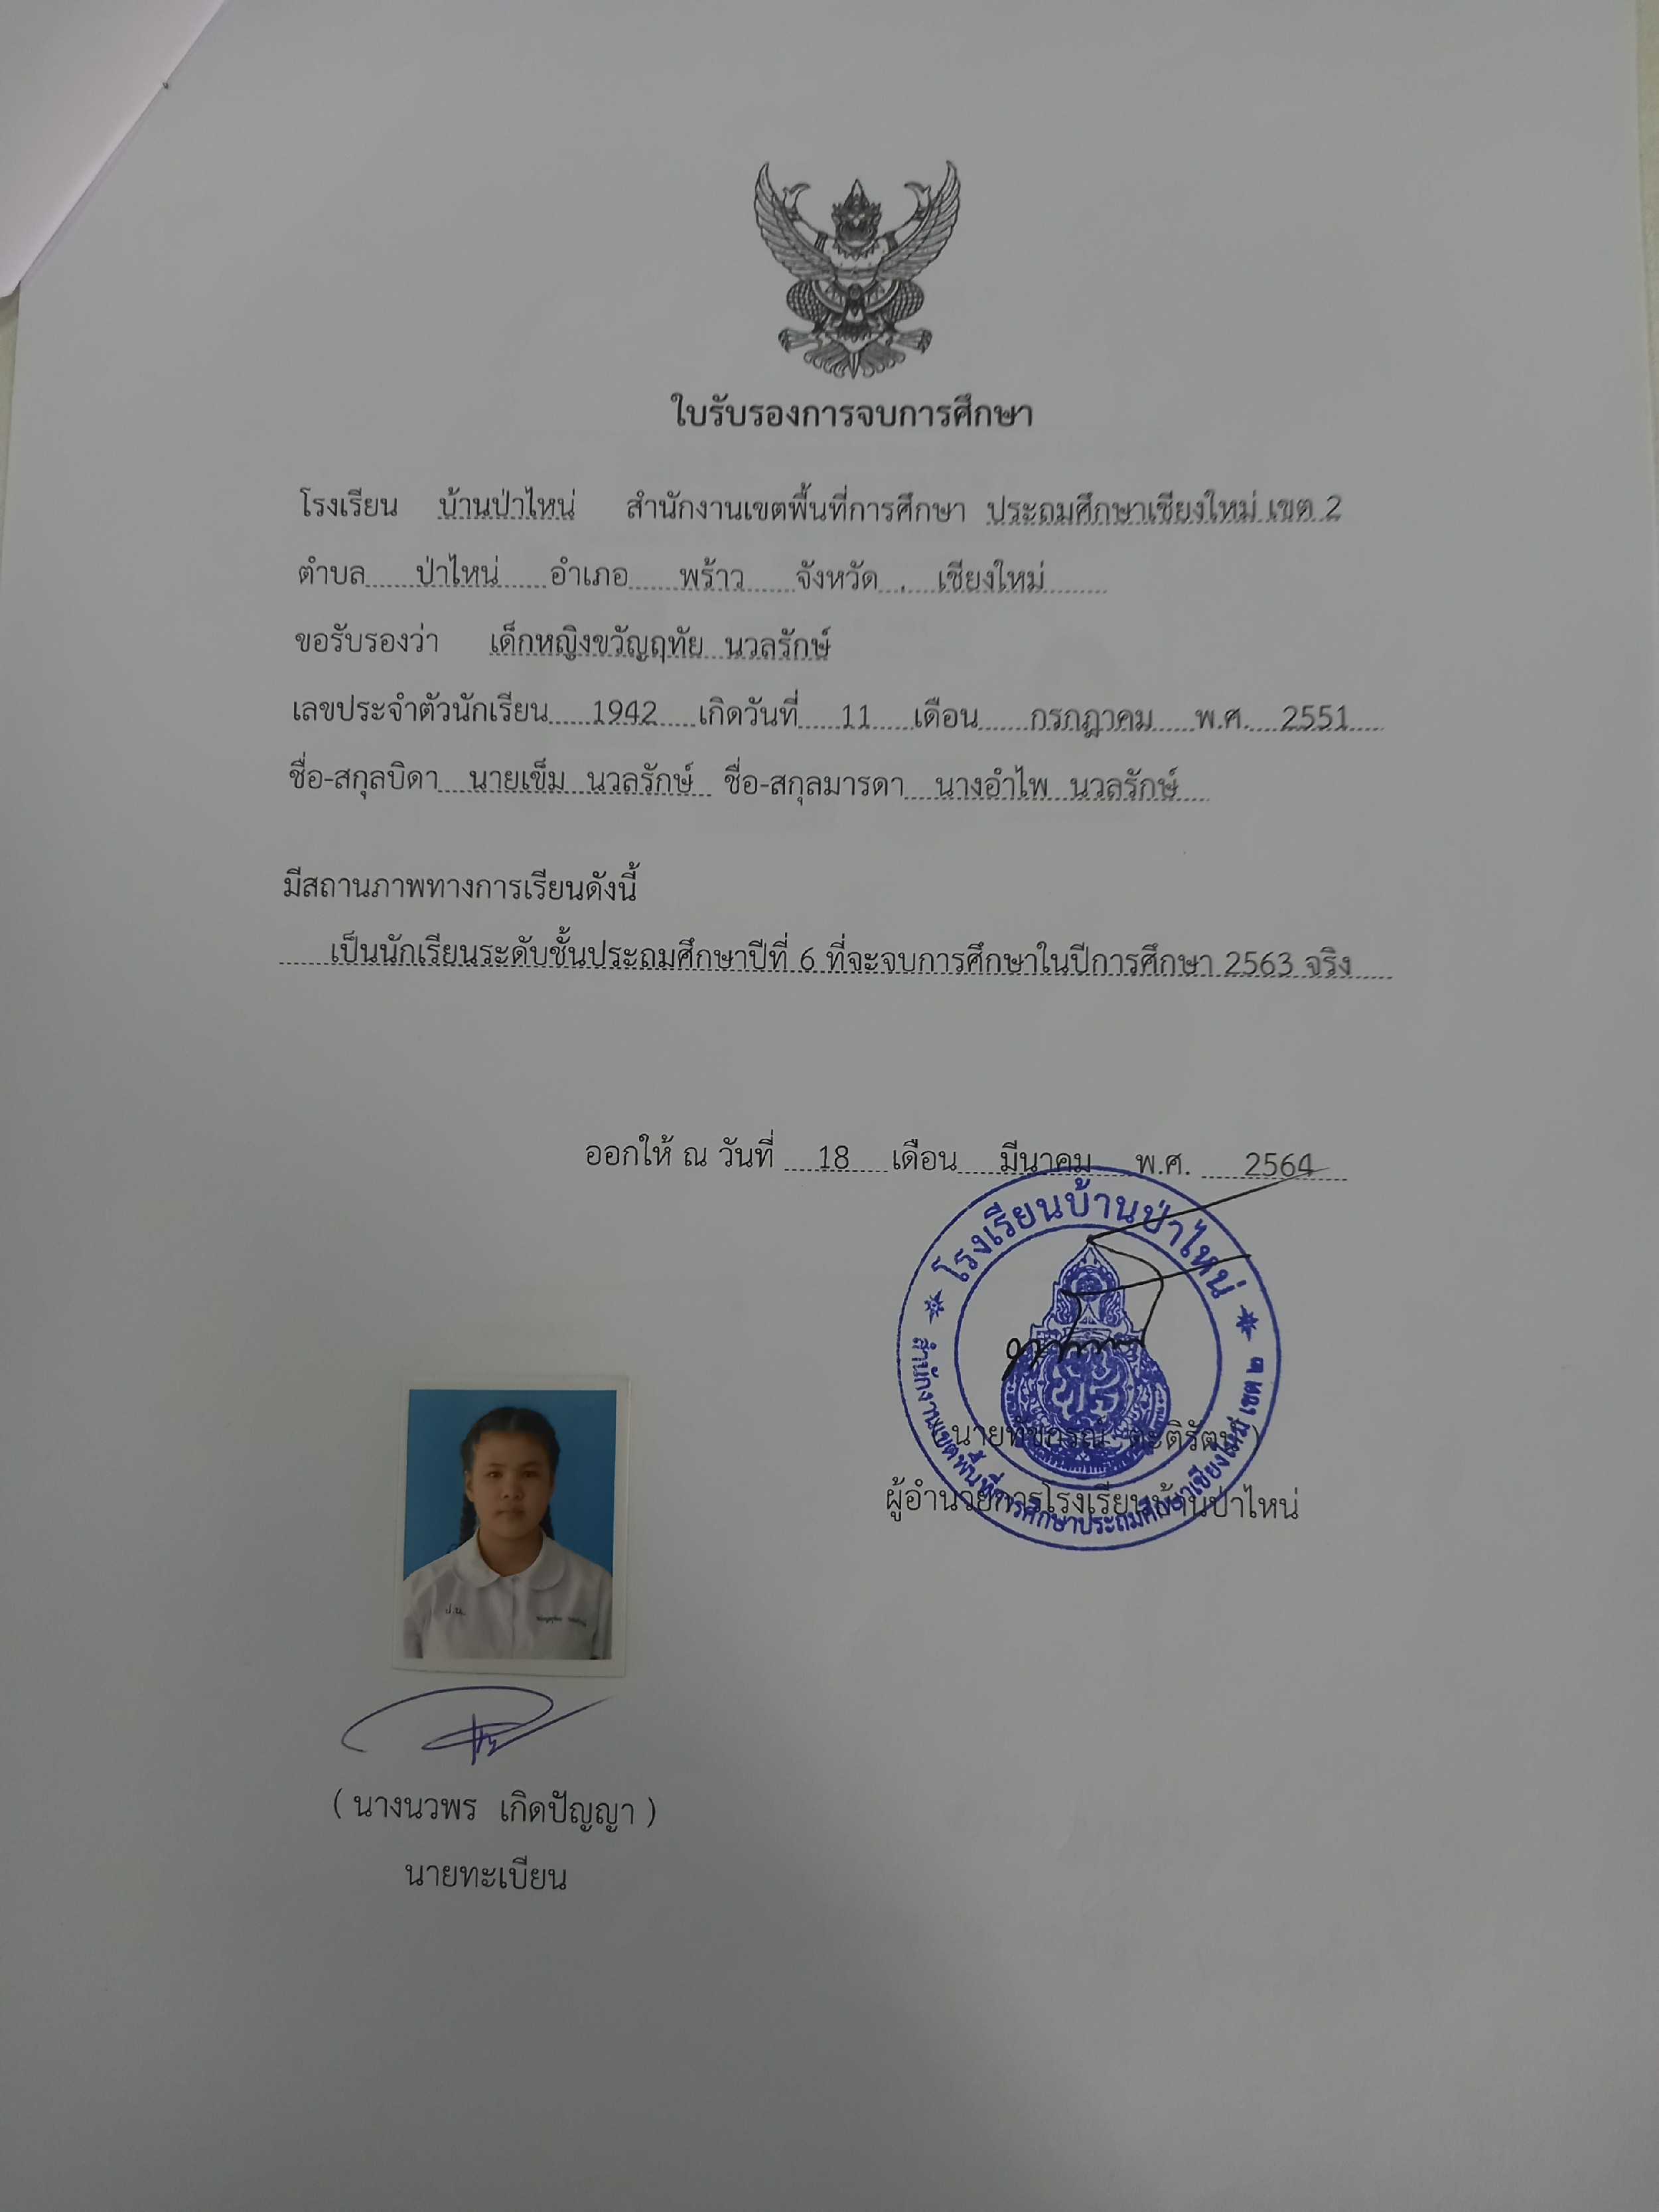 ใบรับรองการจบการศึกษา
โรงเรียน บ้านป่าไหน่ สำนักงานเขตพื้นที่การศึกษา ประถมศึกษาเชียงใหม่ เขต 2
ตำบล ป่าไหน่ อำเภอ พร้าว จังหวัด . เชียงใหม่
ขอรับรองว่า เด็กหญิงขวัญฤทัย นวลรักษ์
เลขประจำตัวนักเรียน 1942 เกิดวันที่ 11 เดือน กรกฎาคม พ.ศ. 2551
ชื่อ-สกุลบิดา นายเข็ม นวลรักษ์ ชื่อ-สกุลมารดา นางอำไพ นวลรักษ์
มีสถานภาพทางการเรียนดังนี้
เป็นนักเรียนระดับชั้นประถมศึกษาปีที่ 6 ที่จะจบการศึกษาในปีการศึกษา 2563 จริง
ออกให้ ณ วันที่ 18 เดือน มีนาคม พ.ศ. 2564
โรงเรียนบ้านป่าไหน่
สำนักงานเขตพื้นที่การศึกษาประถมศึกษาเชียงใหม่ เขต ๒
ผู้อำนวยการโรงเรียนบ้านป่าไหน่
ป.น.
( นางนวพร เกิดปัญญา )
นายทะเบียน